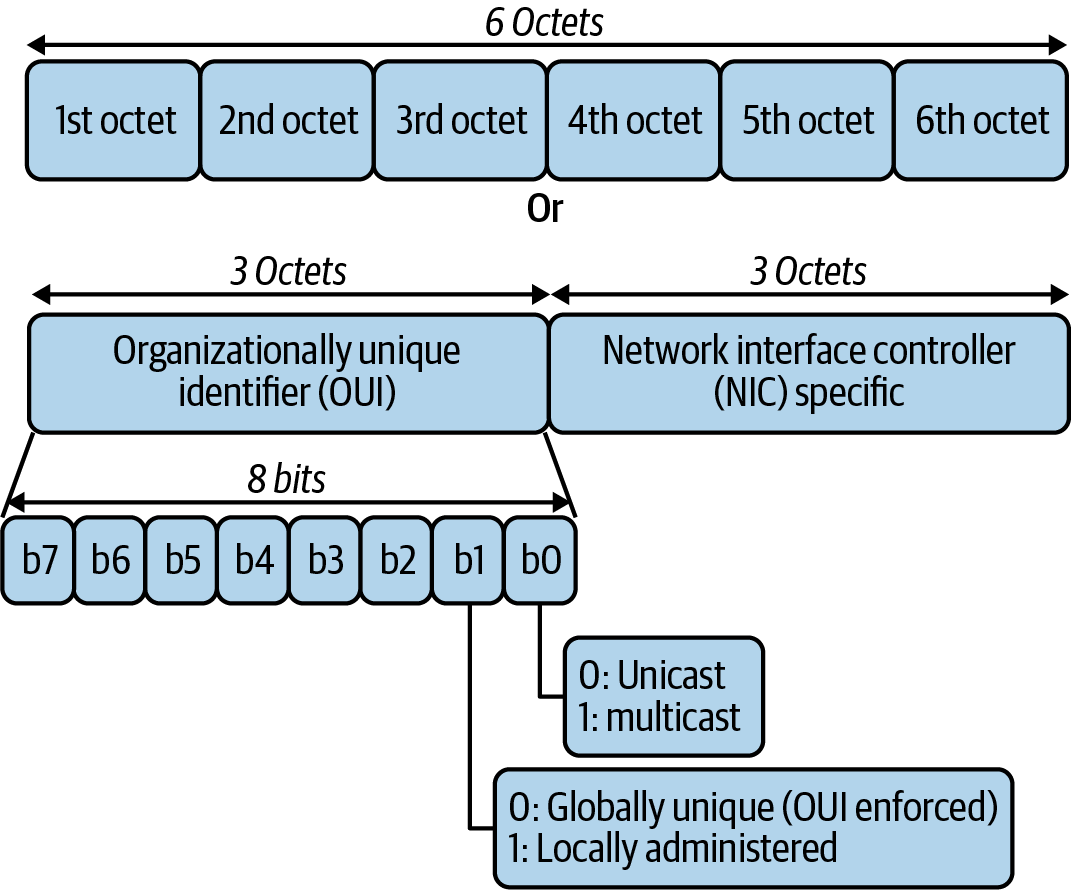 6 Octets
1st octet 2nd octet 3rd octet 4th octet 5th octet 6th octet
Or
3 Octets 3 Octets
Organizationally unique
identifier (OUI)
Network interface controller
(NIC) specific
8 bits
b7 b6 b5 b4 b3 b2 b1 b0
0: Unicast
1: multicast
0: Globally unique (OUI enforced)
1: Locally administered